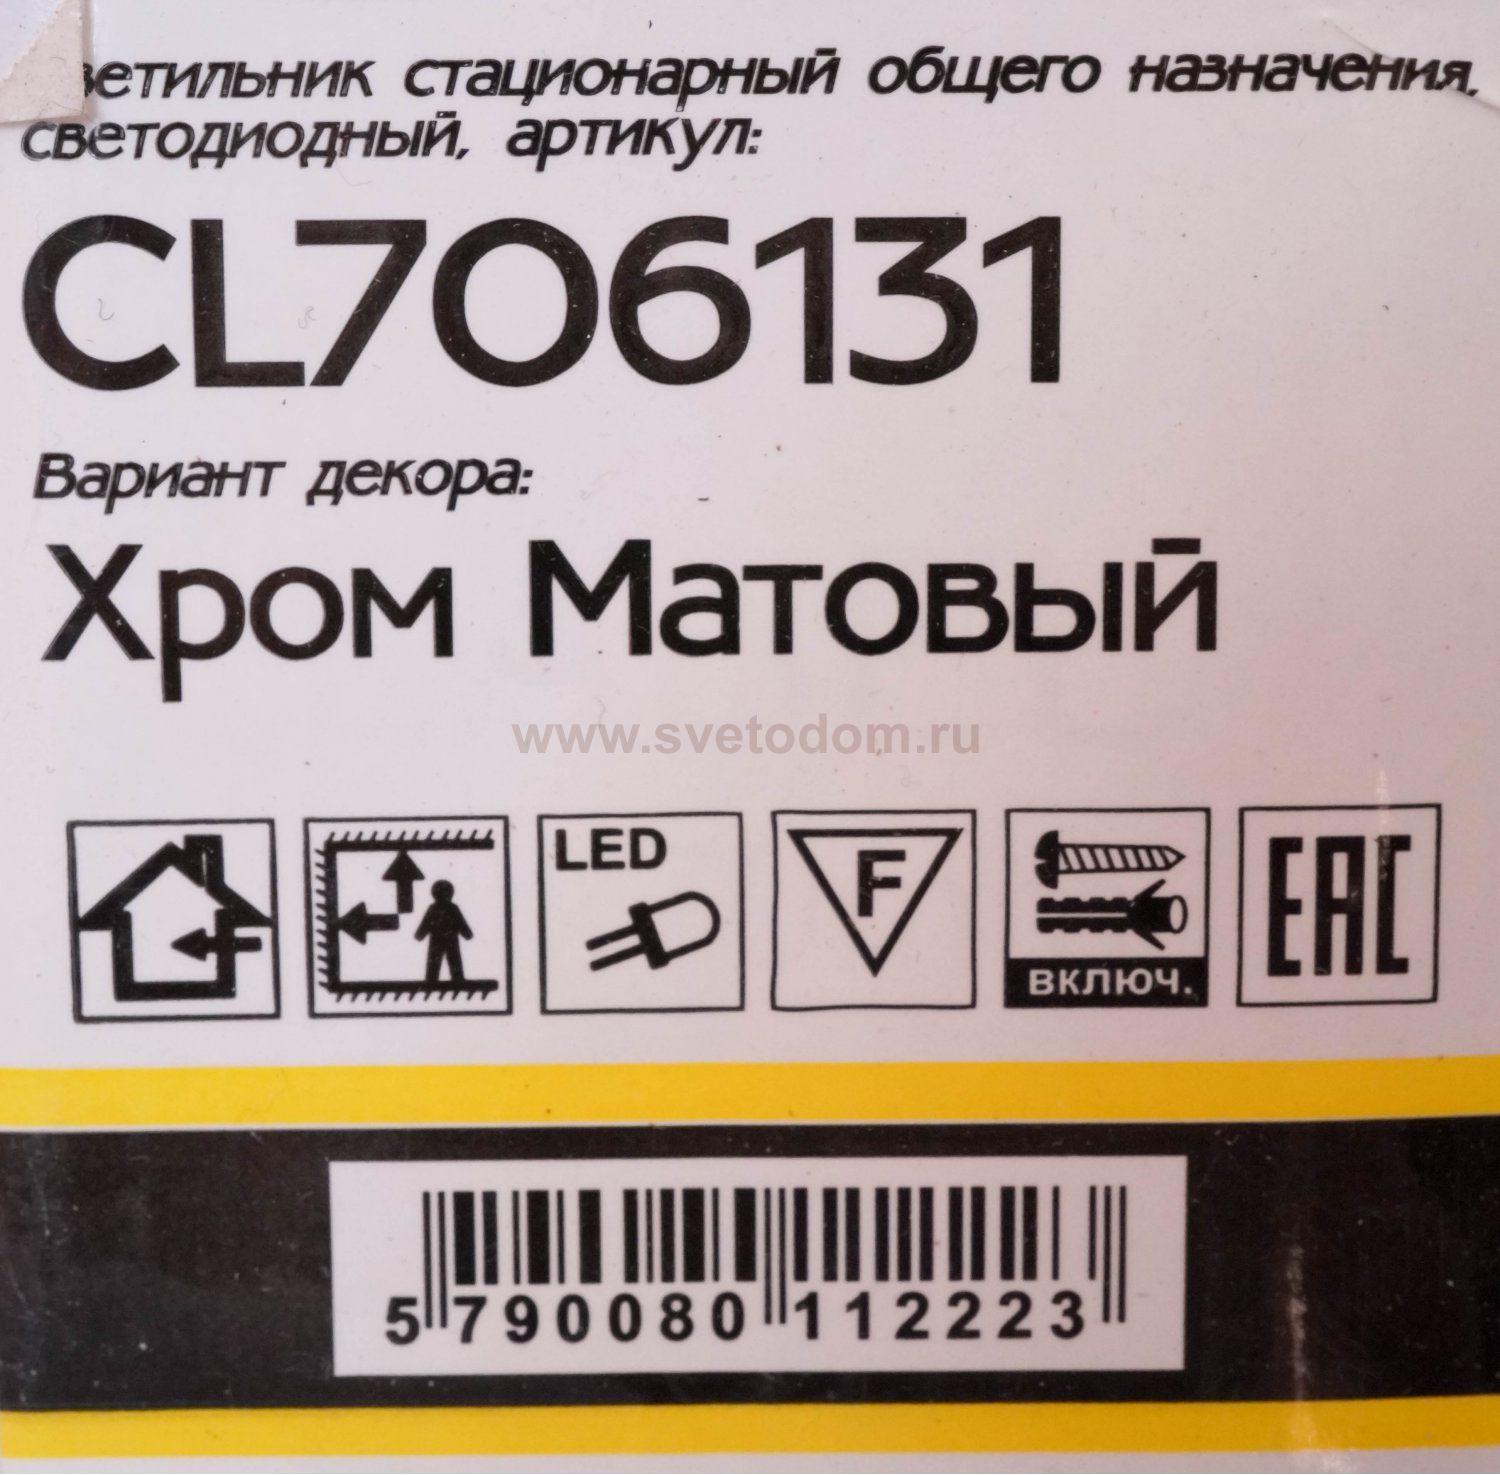 ветильник стационарный общего назначения,
светодиодный, артикул:
CL706131
Вариант декора:
Хром Матовый
www.svetodom.ru
LED
F
ВКЛЮЧ.
EAC
5 790080 112223